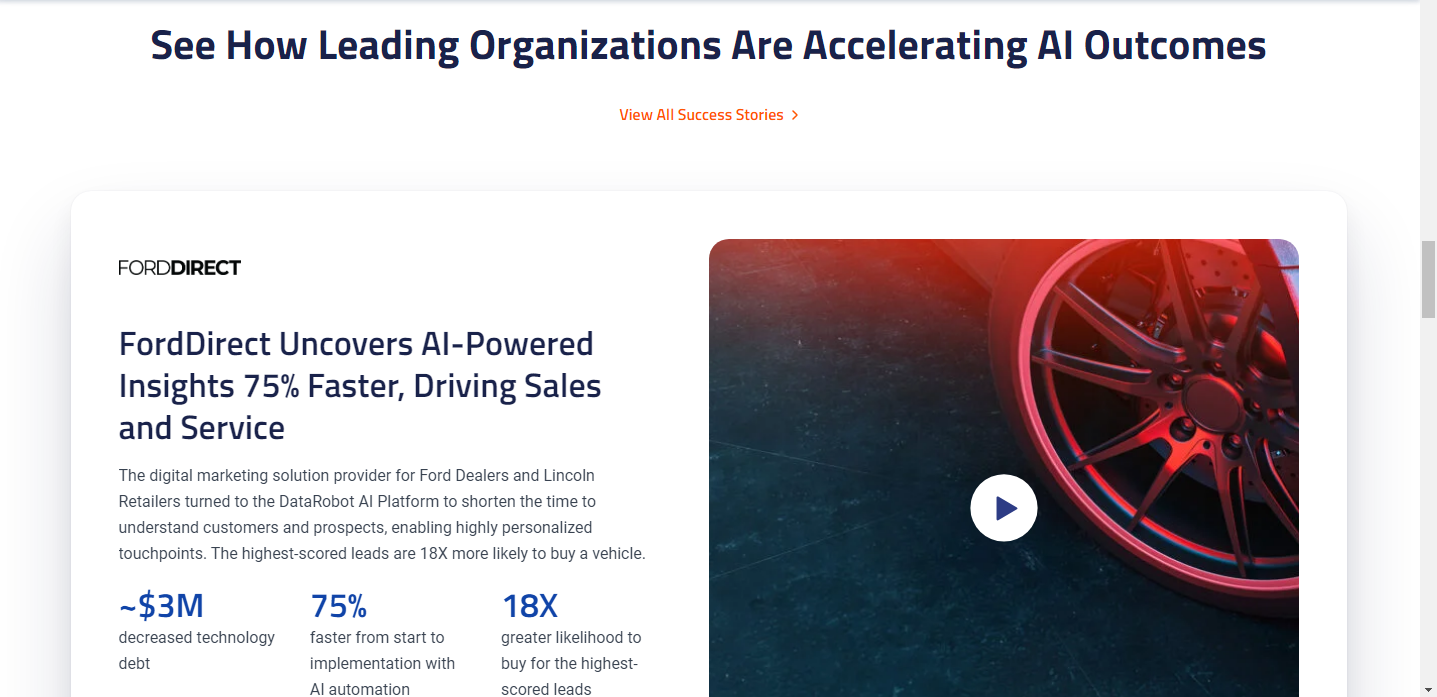 See How Leading Organizations Are Accelerating AI Outcomes
View All Success Stories
FORDDIRECT
FordDirect Uncovers AI-Powered
Insights 75% Faster, Driving Sales
and Service
The digital marketing solution provider for Ford Dealers and Lincoln
Retailers turned to the DataRobot AI Platform to shorten the time to
understand customers and prospects, enabling highly personalized
touchpoints. The highest-scored leads are 18X more likely to buy a vehicle.
~$3M
decreased technology
debt
75%
faster from start to
implementation with
AI automation
18X
greater likelihood to
buy for the highest-
scored leads